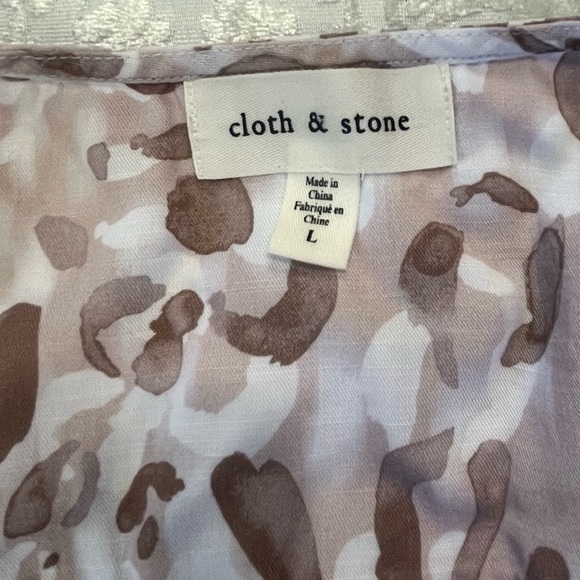 cloth & stone
Made in
China
Fabriqué en
Chine
L